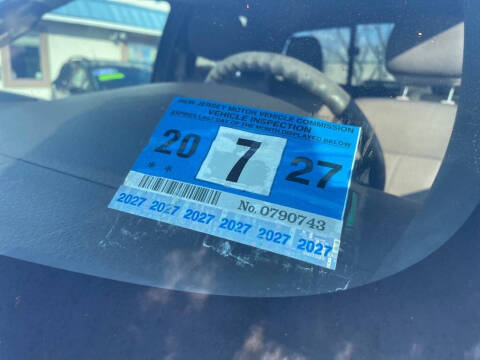 NEW JERSEY MOTOR VEHICLE COMMISSION
VEHICLE INSPECTION
EXPIRES LAST DAY OF THE MONTH DISPLAYED BELOW
20 7 27
* *
No. 0790743
2027 2027 2027 2027 2027 2027